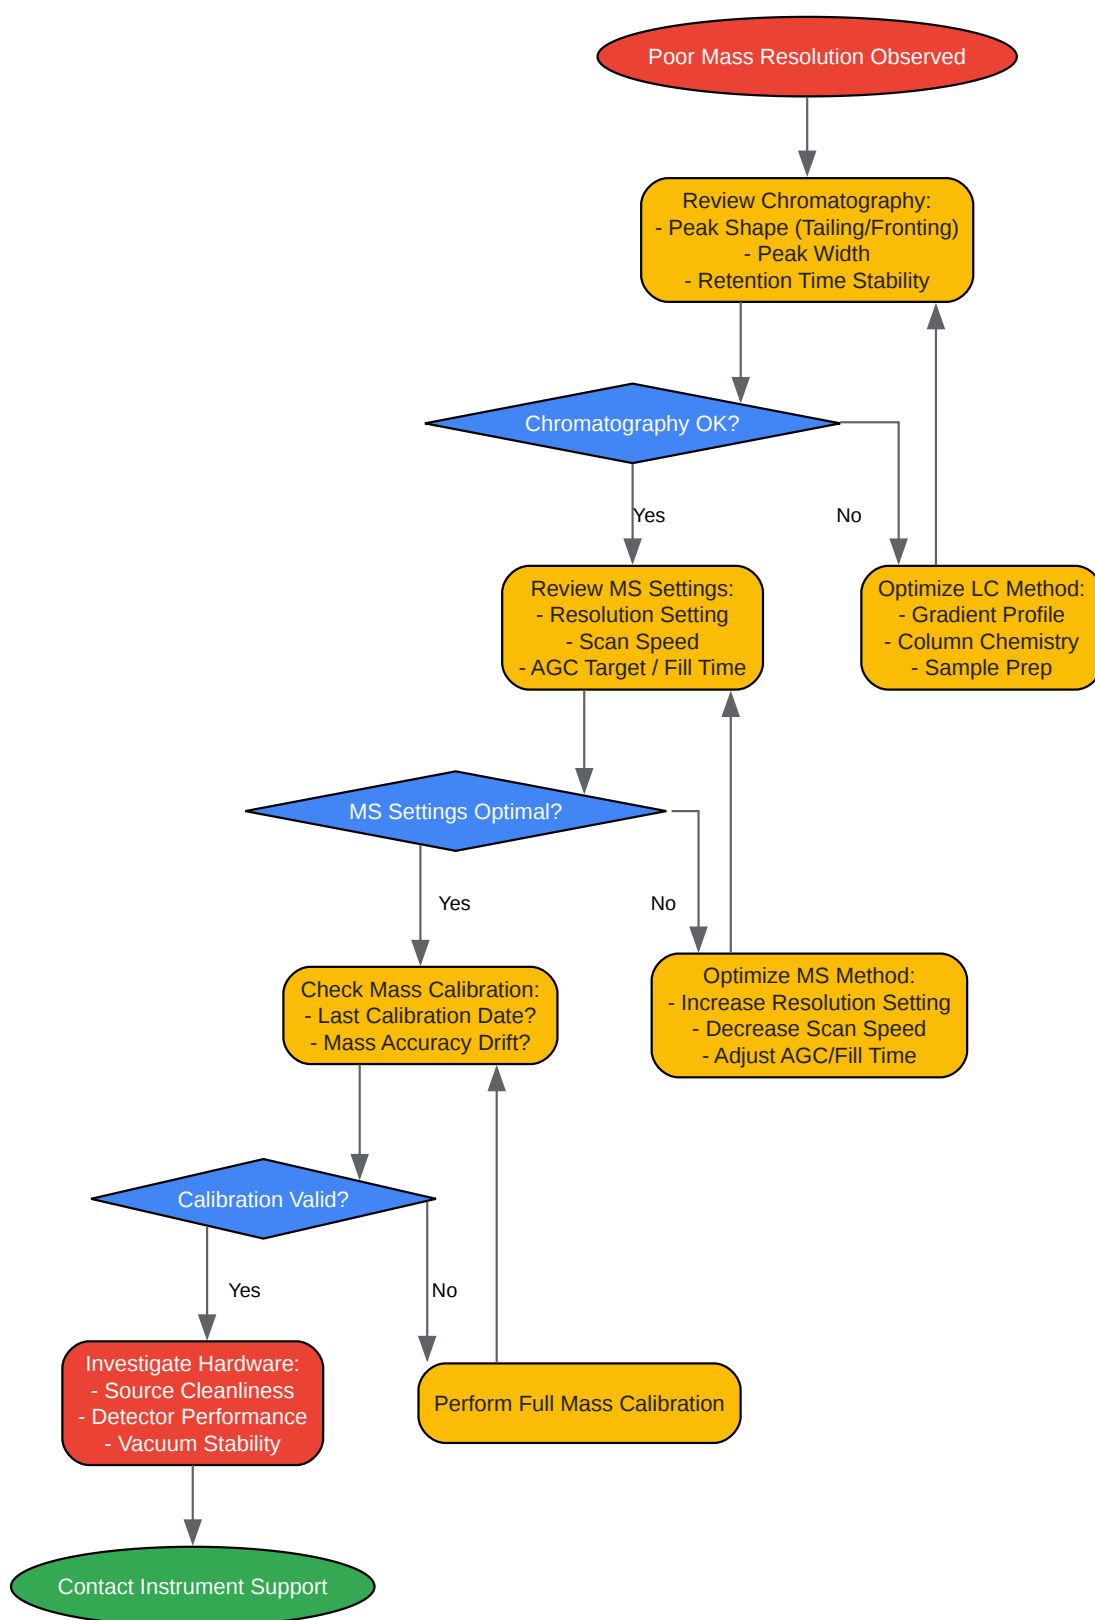 Poor Mass Resolution Observed
Review Chromatography:
- Peak Shape (Tailing/Fronting)
- Peak Width
- Retention Time Stability
Chromatography OK?
Yes
No
Review MS Settings:
- Resolution Setting
- Scan Speed
- AGC Target / Fill Time
Optimize LC Method:
- Gradient Profile
- Column Chemistry
- Sample Prep
MS Settings Optimal?
Yes
No
Check Mass Calibration:
- Last Calibration Date?
- Mass Accuracy Drift?
Optimize MS Method:
- Increase Resolution Setting
- Decrease Scan Speed
- Adjust AGC/Fill Time
Calibration Valid?
Yes
No
Investigate Hardware:
- Source Cleanliness
- Detector Performance
- Vacuum Stability
Perform Full Mass Calibration
Contact Instrument Support